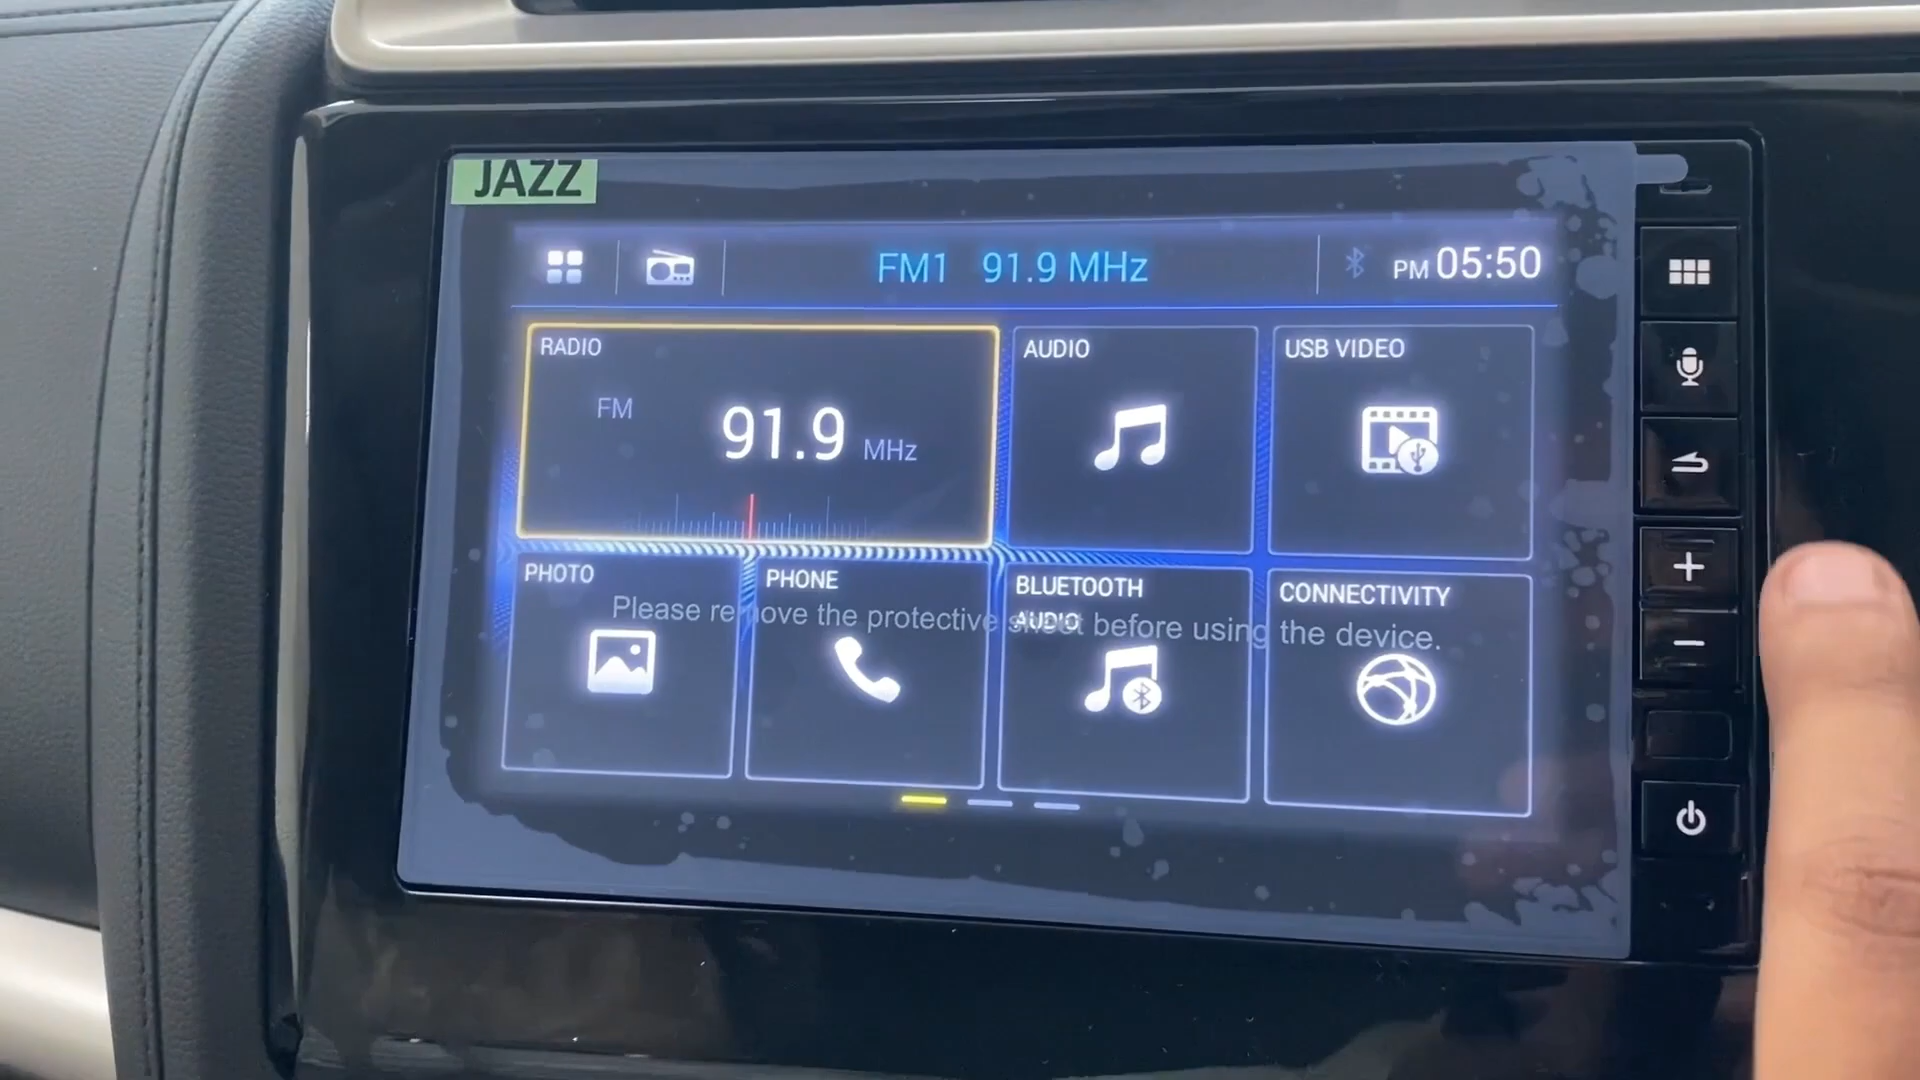 JAZZ
FM1 91.9 MHz
PM 05:50
RADIO
FM
91.9 MHz
AUDIO
USB VIDEO
PHOTO
PHONE
BLUETOOTH
AUDIO
CONNECTIVITY
Please remove the protective sheet before using the device.